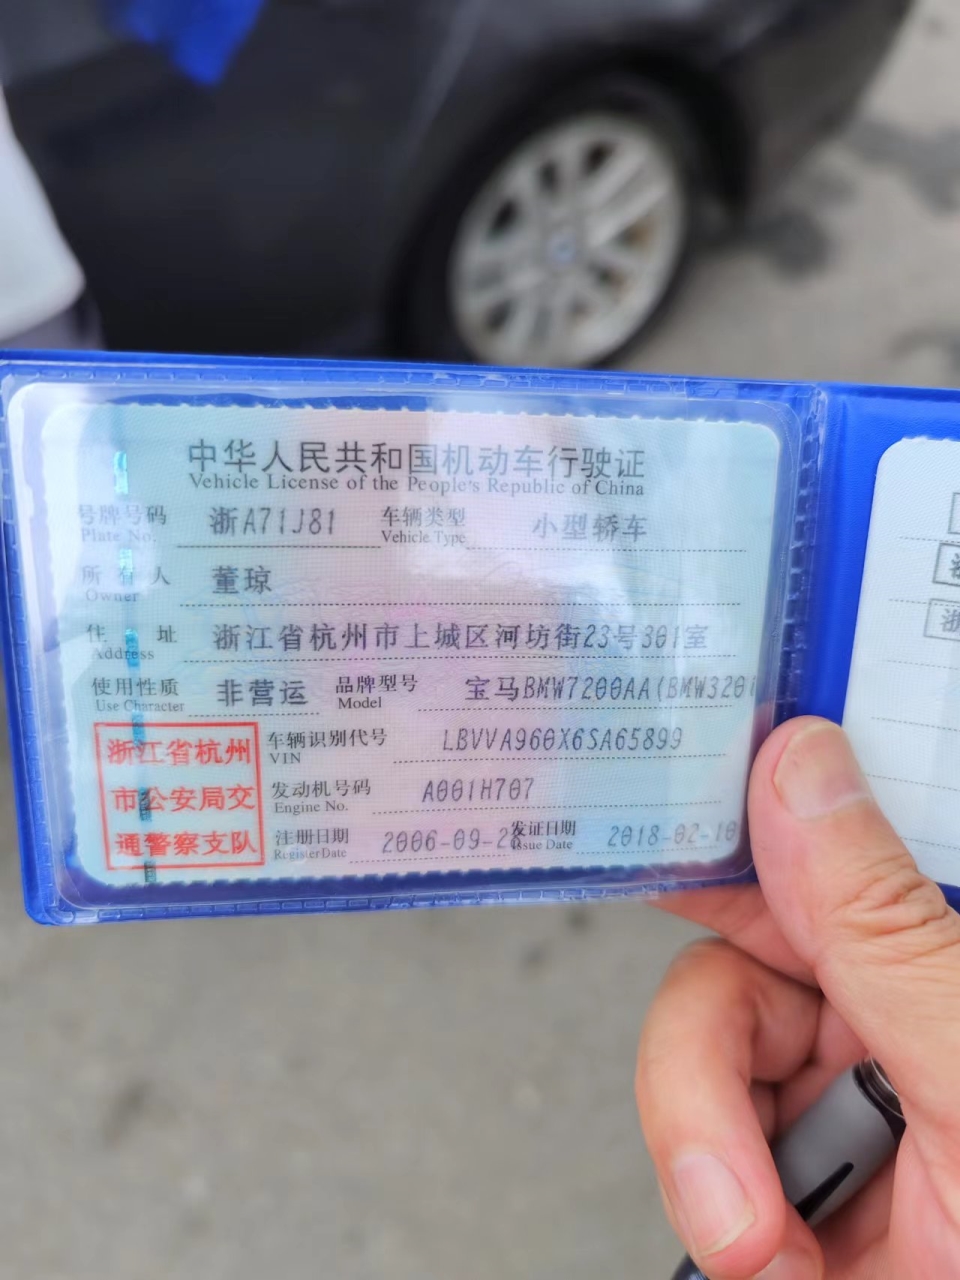 中华人民共和国机动车行驶证
Vehicle License of the People's Republic of China
号牌号码 浙A71J81 车辆类型 小型轿车
Plate No. Vehicle Type
所有人 董琼
Owner
住址 浙江省杭州市上城区河坊街23号301室
Address
使用性质 非营运 品牌型号 宝马BMW7200AA(BMW320i
Use Character Model
浙江省杭州
市公安局交
通警察支队
车辆识别代号 LBVVA960X6SA65899
VIN
发动机号码 A001H707
Engine No.
注册日期 2006-09-28 发证日期 2018-02-10
Register Date Issue Date